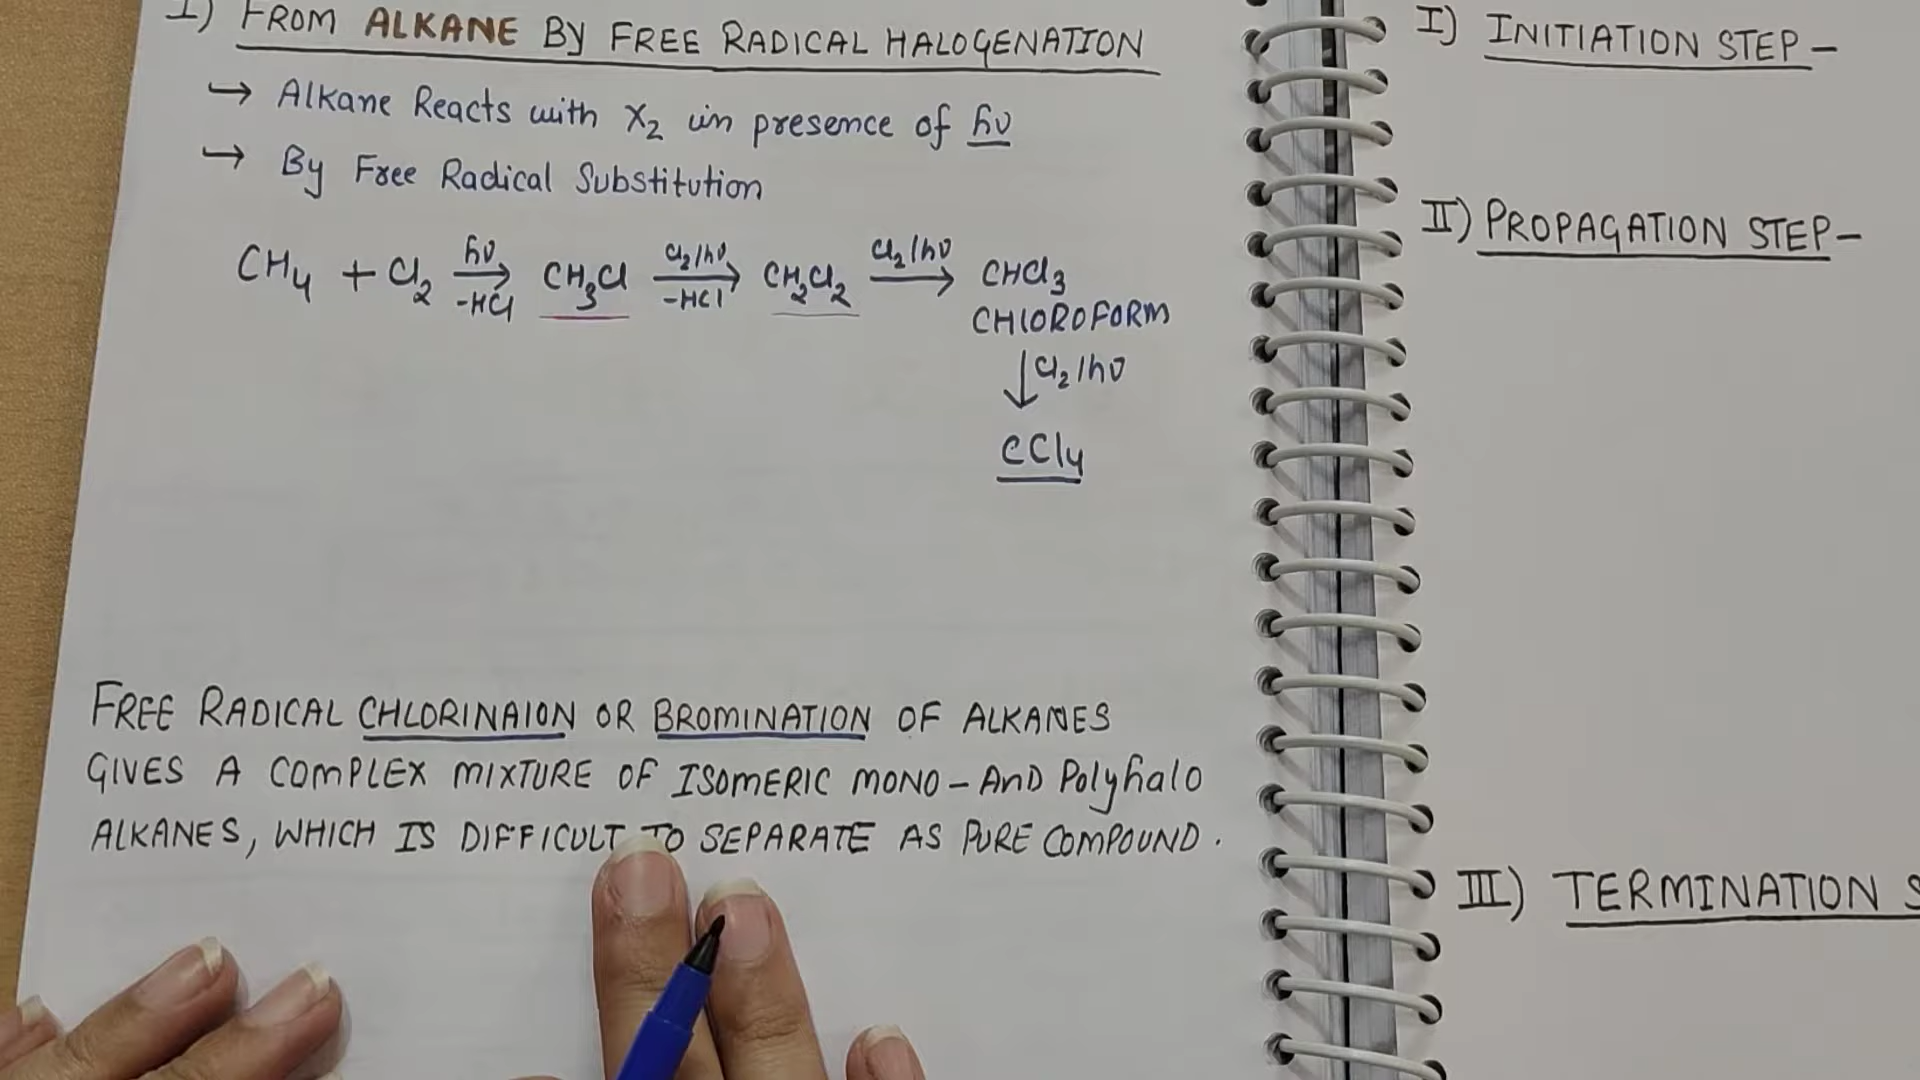 I) FROM ALKANE BY FREE RADICAL HALOGENATION
→ Alkane Reacts with X₂ in presence of hν
→ By Free Radical Substitution
CH₄ + Cl₂ hν → -HCl CH₃Cl Cl₂/hν → -HCl CH₂Cl₂ Cl₂/hν → CHCl₃
CHLOROFORM
↓ Cl₂/hν
CCl₄
FREE RADICAL CHLORINAION OR BROMINATION OF ALKANES
GIVES A COMPLEX MIXTURE OF ISOMERIC MONO - AND Polyhalo
ALKANES, WHICH IS DIFFICULT TO SEPARATE AS PURE COMPOUND.
I) INITIATION STEP -
II) PROPAGATION STEP -
III) TERMINATION S